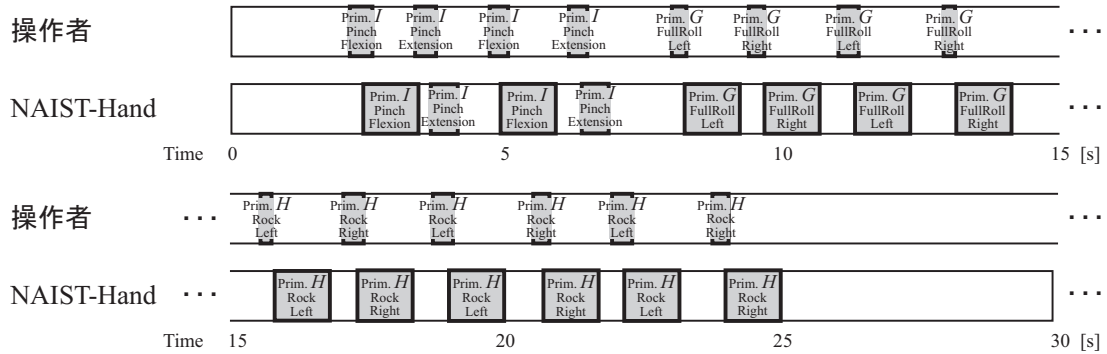 操作者
Prim. I Pinch Flexion
Prim. I Pinch Extension
Prim. I Pinch Flexion
Prim. I Pinch Extension
Prim. G FullRoll Left
Prim. G FullRoll Right
Prim. G FullRoll Left
Prim. G FullRoll Right
···
NAIST-Hand
Prim. I Pinch Flexion
Prim. I Pinch Extension
Prim. I Pinch Flexion
Prim. I Pinch Extension
Prim. G FullRoll Left
Prim. G FullRoll Right
Prim. G FullRoll Left
Prim. G FullRoll Right
···
Time 0 5 10 15 [s]
操作者 ···
Prim. H Rock Left
Prim. H Rock Right
Prim. H Rock Left
Prim. H Rock Right
Prim. H Rock Left
Prim. H Rock Right
···
NAIST-Hand ···
Prim. H Rock Left
Prim. H Rock Right
Prim. H Rock Left
Prim. H Rock Right
Prim. H Rock Left
Prim. H Rock Right
···
Time 15 20 25 30 [s]